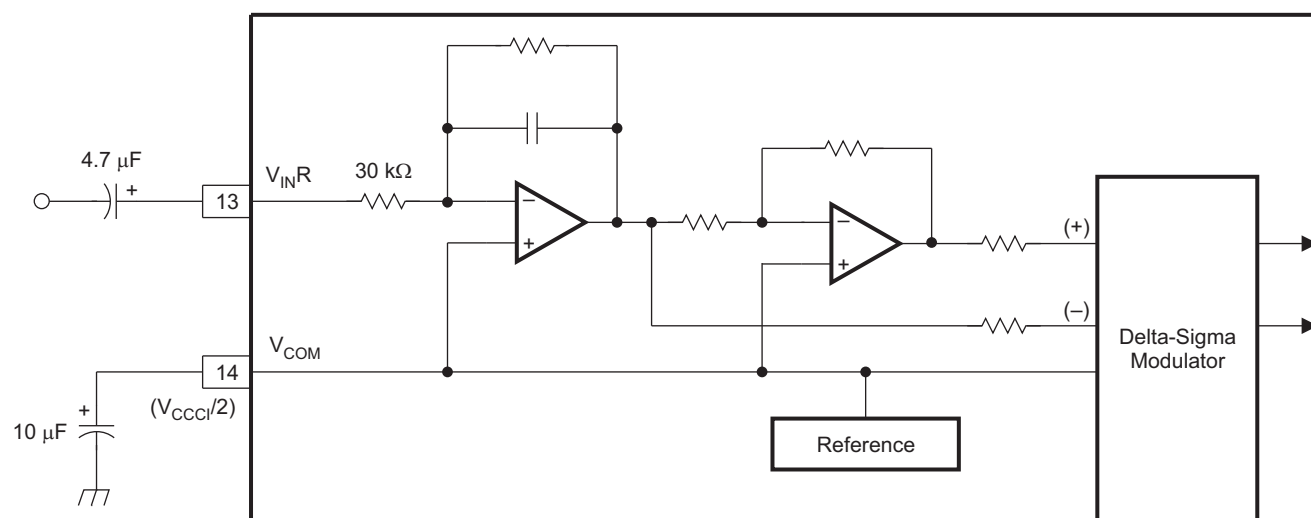 4.7 μF
+
13
V_INR
30 kΩ
–
+
–
+
(+)
(–)
Delta-Sigma
Modulator
V_COM
14
(V_CCCI/2)
+
10 μF
Reference